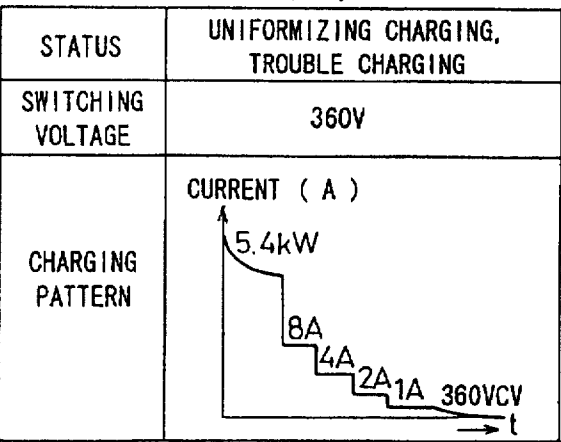 STATUS
UNIFORMIZING CHARGING,
TROUBLE CHARGING
SWITCHING
VOLTAGE
360V
CHARGING
PATTERN
CURRENT ( A )
5.4kW
8A
4A
2A
1A
360VCV
t